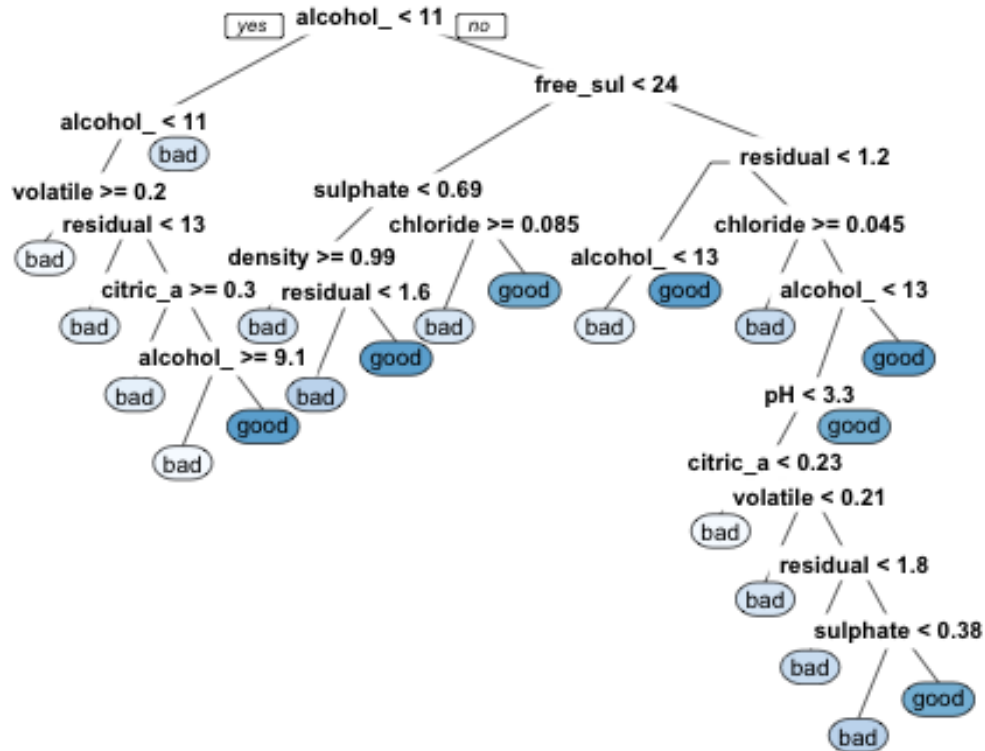 alcohol_ < 11
yes
no
free_sul < 24
alcohol_ < 11
bad
residual < 1.2
volatile >= 0.2
sulphate < 0.69
residual < 13
chloride >= 0.085
chloride >= 0.045
bad
density >= 0.99
alcohol_ < 13
citric_a >= 0.3
residual < 1.6
good
good
alcohol_ < 13
bad
bad
bad
bad
bad
alcohol_ >= 9.1
good
good
bad
bad
pH < 3.3
good
good
bad
citric_a < 0.23
volatile < 0.21
bad
residual < 1.8
bad
sulphate < 0.38
bad
good
bad